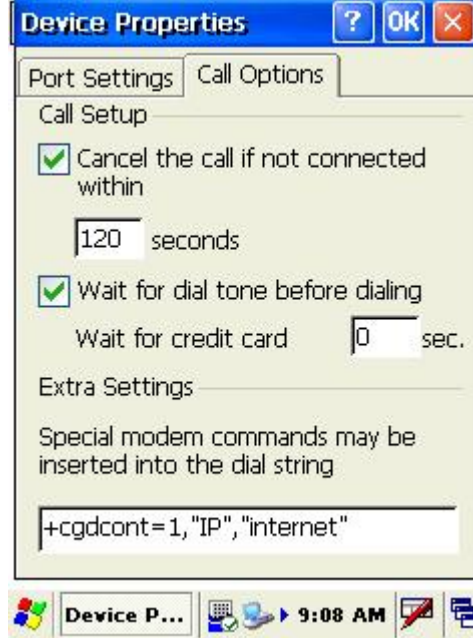 Device Properties ? OK ×
Port Settings Call Options
Call Setup
Cancel the call if not connected
within
120 seconds
Wait for dial tone before dialing
Wait for credit card 0 sec.
Extra Settings
Special modem commands may be
inserted into the dial string
+cgdcont=1,"IP","internet"
Device P... 9:08 AM